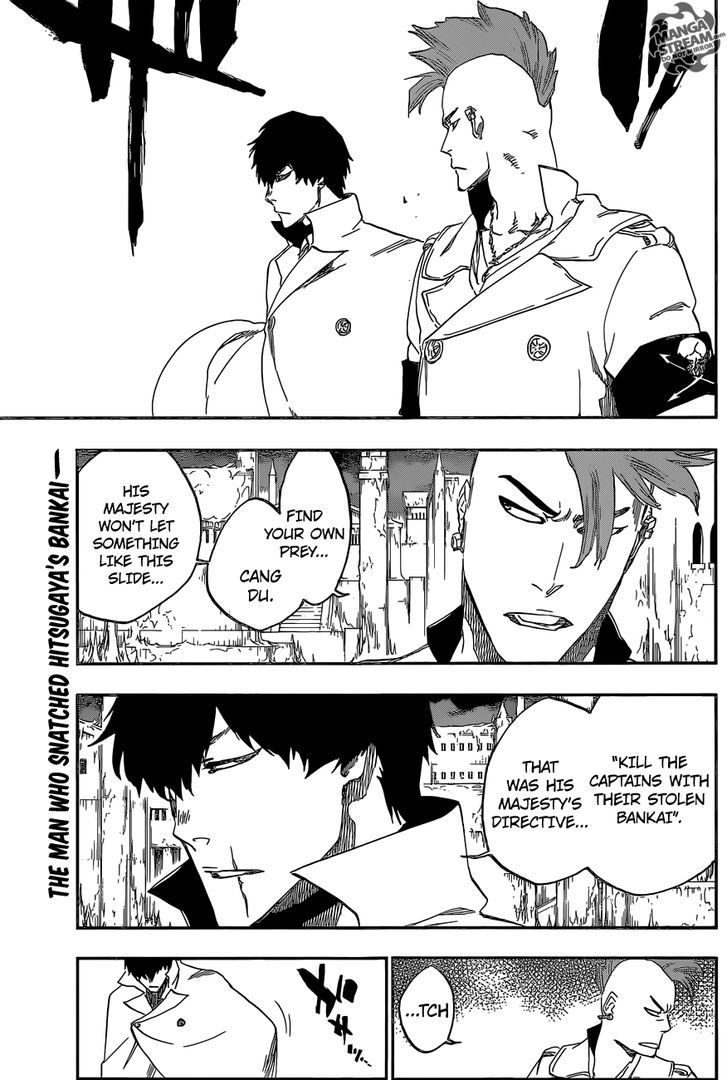 MANGA
STREAM.com
DO NOT MIRROR
FIND
YOUR OWN
PREY...
CANG
DU.
HIS
MAJESTY
WON'T LET
SOMETHING
LIKE THIS
SLIDE...
THE MAN WHO SNATCHED HITSUGAYA'S BANKAI —
"KILL THE
CAPTAINS WITH
THEIR STOLEN
BANKAI".
THAT
WAS HIS
MAJESTY'S
DIRECTIVE...
...TCH